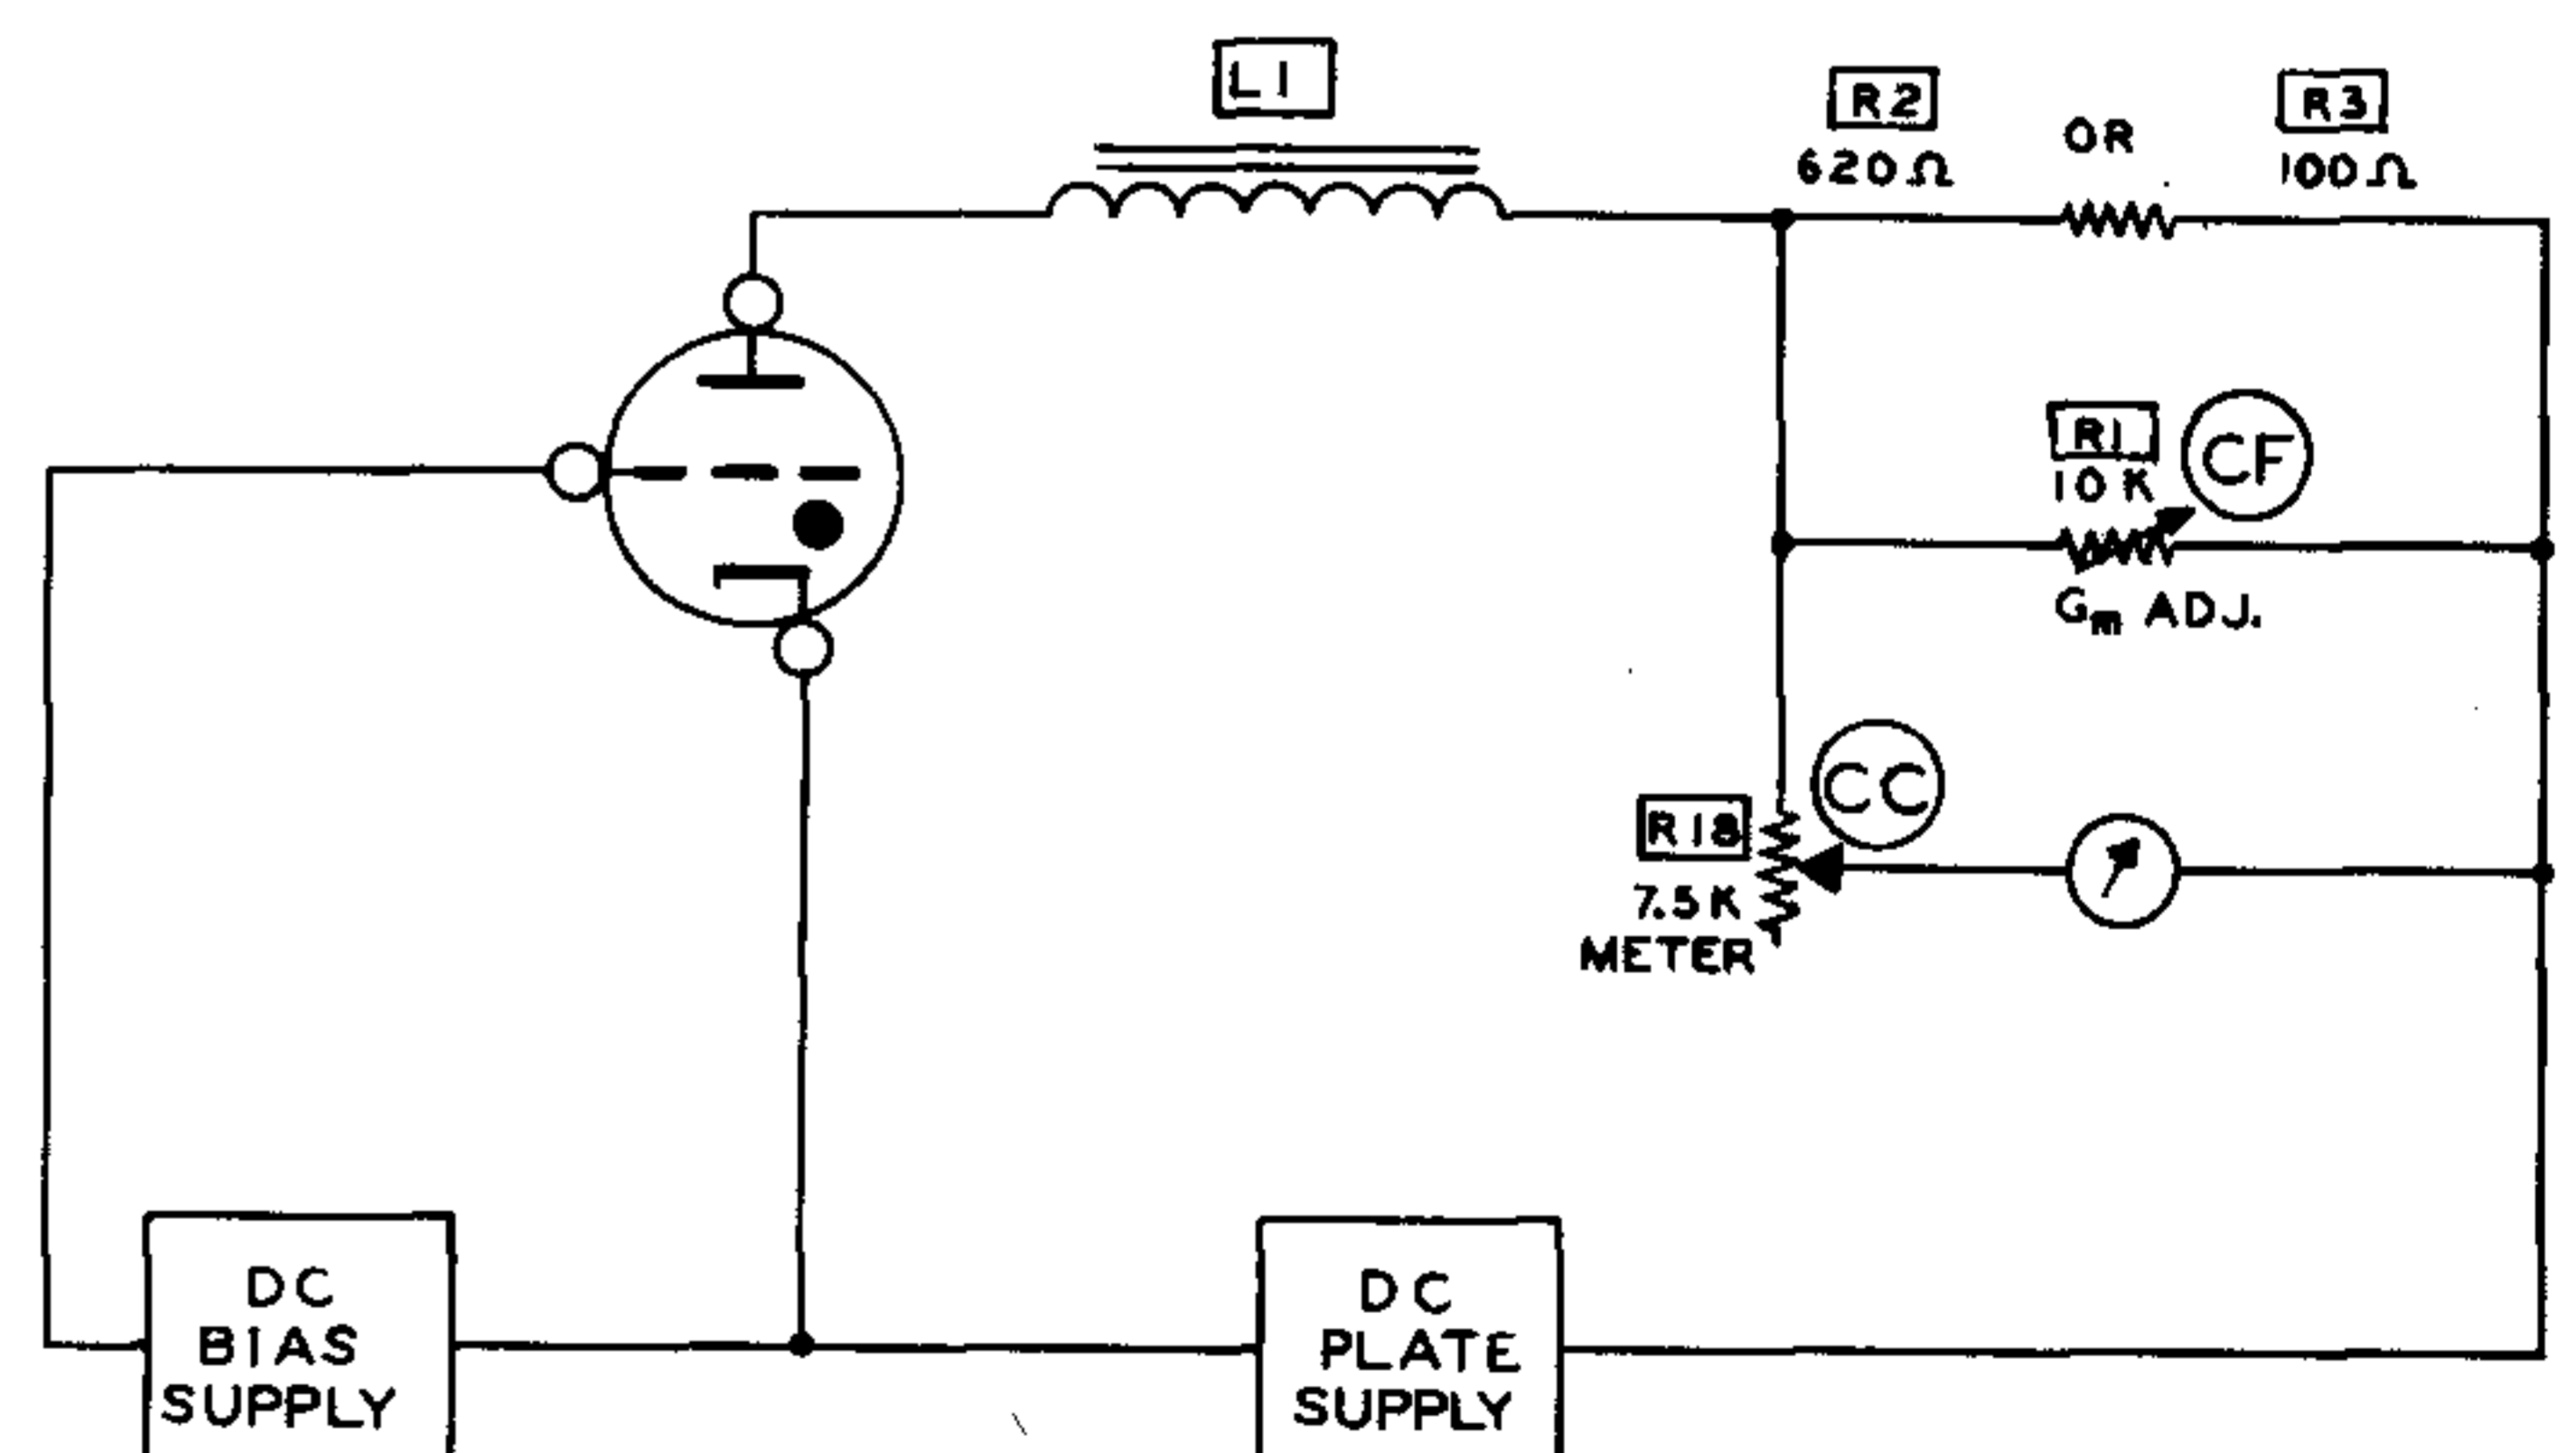 L1
R2
620Ω
OR
R3
100Ω
R1
10 K
CF
Gm ADJ.
CC
R18
7.5K
METER
DC
BIAS
SUPPLY
DC
PLATE
SUPPLY